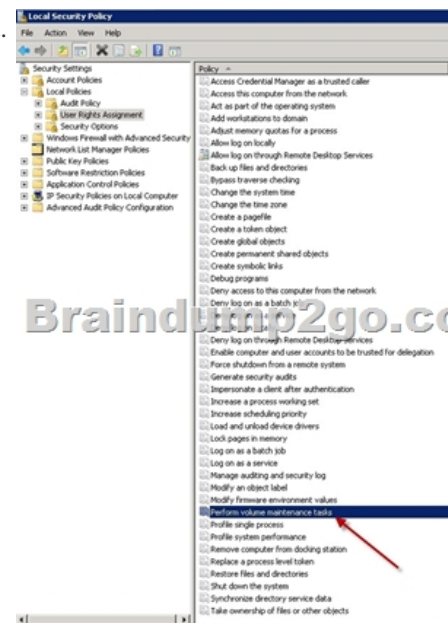 .
Local Security Policy
File Action View Help
Security Settings
Account Policies
Local Policies
Audit Policy
User Rights Assignment
Security Options
Windows Firewall with Advanced Security
Network List Manager Policies
Public Key Policies
Software Restriction Policies
Application Control Policies
IP Security Policies on Local Computer
Advanced Audit Policy Configuration
Policy
Access Credential Manager as a trusted caller
Access this computer from the network
Act as part of the operating system
Add workstations to domain
Adjust memory quotas for a process
Allow log on locally
Allow log on through Remote Desktop Services
Back up files and directories
Bypass traverse checking
Change the system time
Change the time zone
Create a pagefile
Create a token object
Create global objects
Create permanent shared objects
Create symbolic links
Debug programs
Deny access to this computer from the network
Deny log on as a batch job
Braindump2go.co
Deny log on through Remote Desktop Services
Enable computer and user accounts to be trusted for delegation
Force shutdown from a remote system
Generate security audits
Impersonate a client after authentication
Increase a process working set
Increase scheduling priority
Load and unload device drivers
Lock pages in memory
Log on as a batch job
Log on as a service
Manage auditing and security log
Modify an object label
Modify firmware environment values
Perform volume maintenance tasks
Profile single process
Profile system performance
Remove computer from docking station
Replace a process level token
Restore files and directories
Shut down the system
Synchronize directory service data
Take ownership of files or other objects